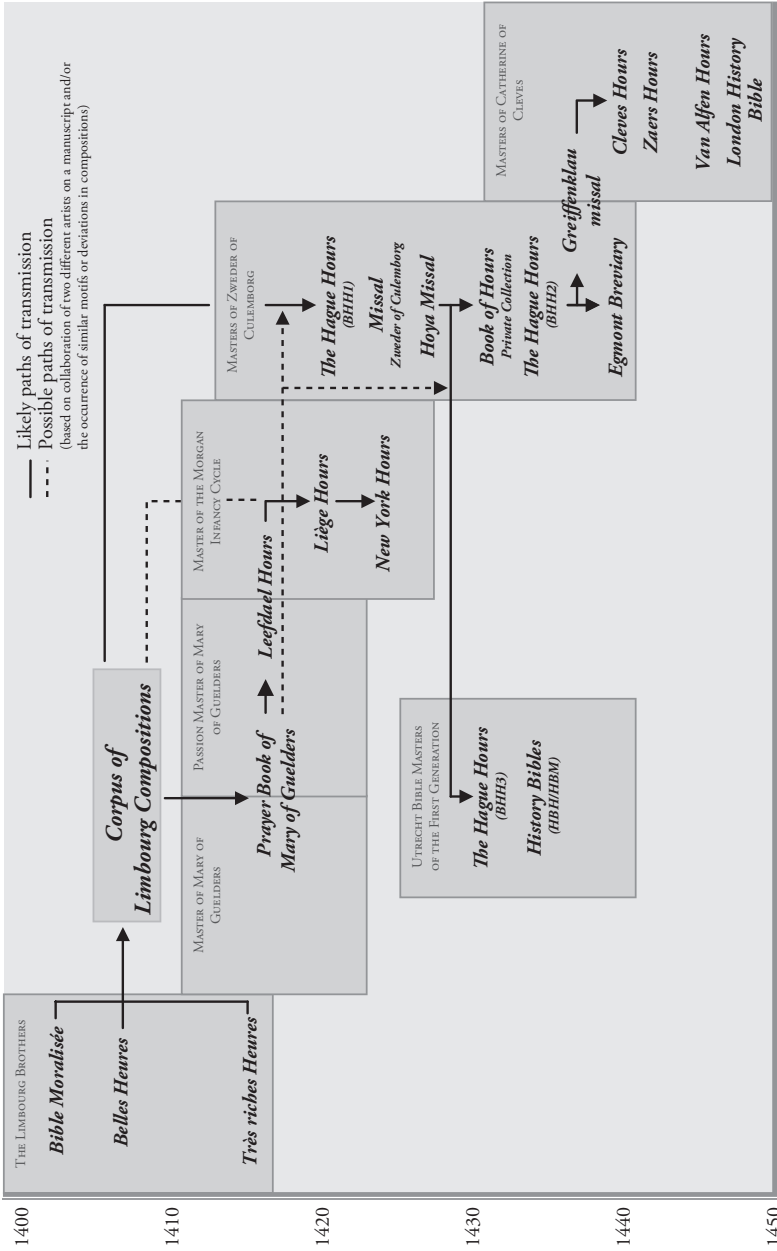 Likely paths of transmission
Possible paths of transmission
(based on collaboration of two different artists on a manuscript and/or
the occurrence of similar motifs or deviations in compositions)
The Limbourg Brothers
Bible Moralisée
Belles Heures
Très riches Heures
Corpus of
Limbourg Compositions
Master of Mary of
Guelders
Passion Master of Mary
of Guelders
Prayer Book of
Mary of Guelders
Leefdael Hours
Master of the Morgan
Infancy Cycle
Liège Hours
New York Hours
Masters of Zweder of
Culemborg
The Hague Hours
(BHH1)
Missal
Zweder of Culemborg
Hoya Missal
Book of Hours
Private Collection
The Hague Hours
(BHH2)
Egmont Breviary
Greiffenklau
missal
Masters of Catherine of
Cleves
Cleves Hours
Zaers Hours
Van Alfen Hours
London History
Bible
Utrecht Bible Masters
of the First Generation
The Hague Hours
(BHH3)
History Bibles
(HBH/HBM)
1400
1410
1420
1430
1440
1450